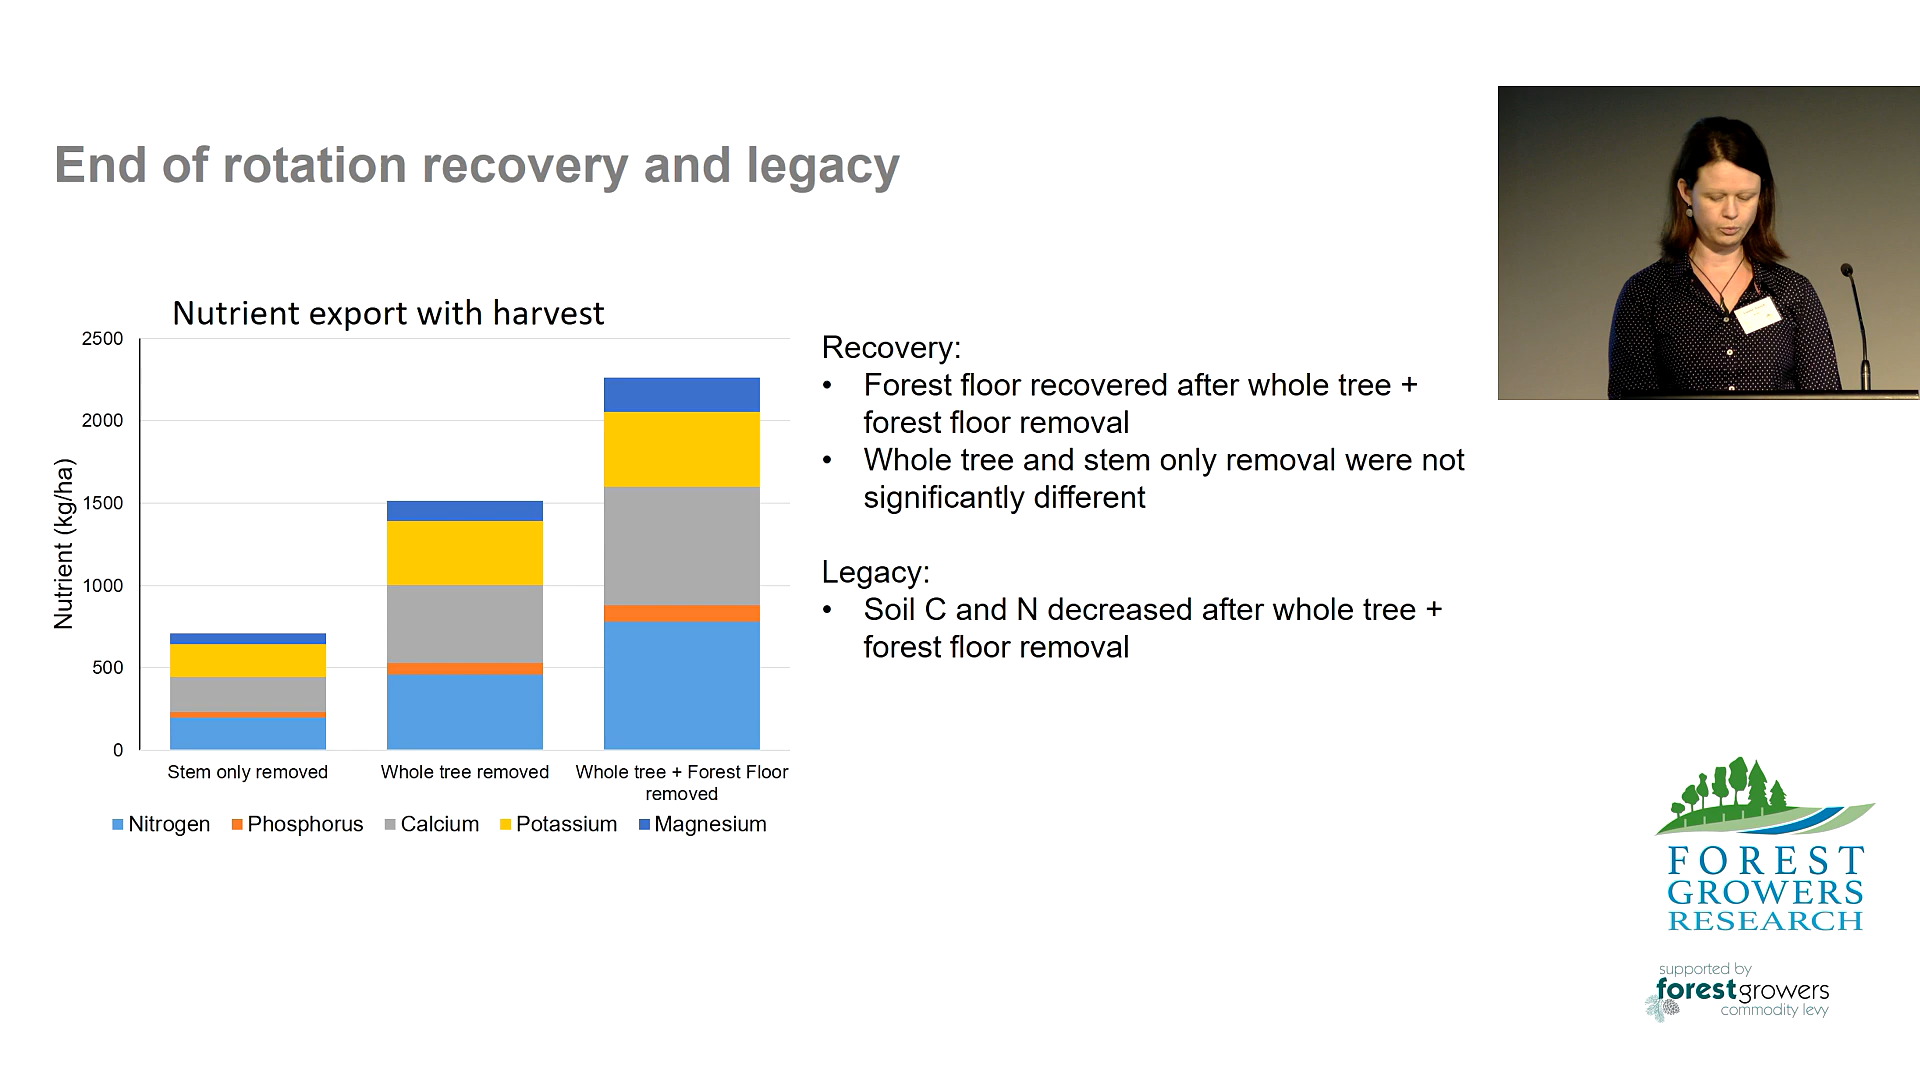 End of rotation recovery and legacy
Nutrient export with harvest
2500
2000
1500
1000
500
0
Nutrient (kg/ha)
Stem only removed
Whole tree removed
Whole tree + Forest Floor
removed
Nitrogen
Phosphorus
Calcium
Potassium
Magnesium
Recovery:
• Forest floor recovered after whole tree +
forest floor removal
• Whole tree and stem only removal were not
significantly different
Legacy:
• Soil C and N decreased after whole tree +
forest floor removal
FOREST
GROWERS
RESEARCH
supported by
forestgrowers
commodity levy